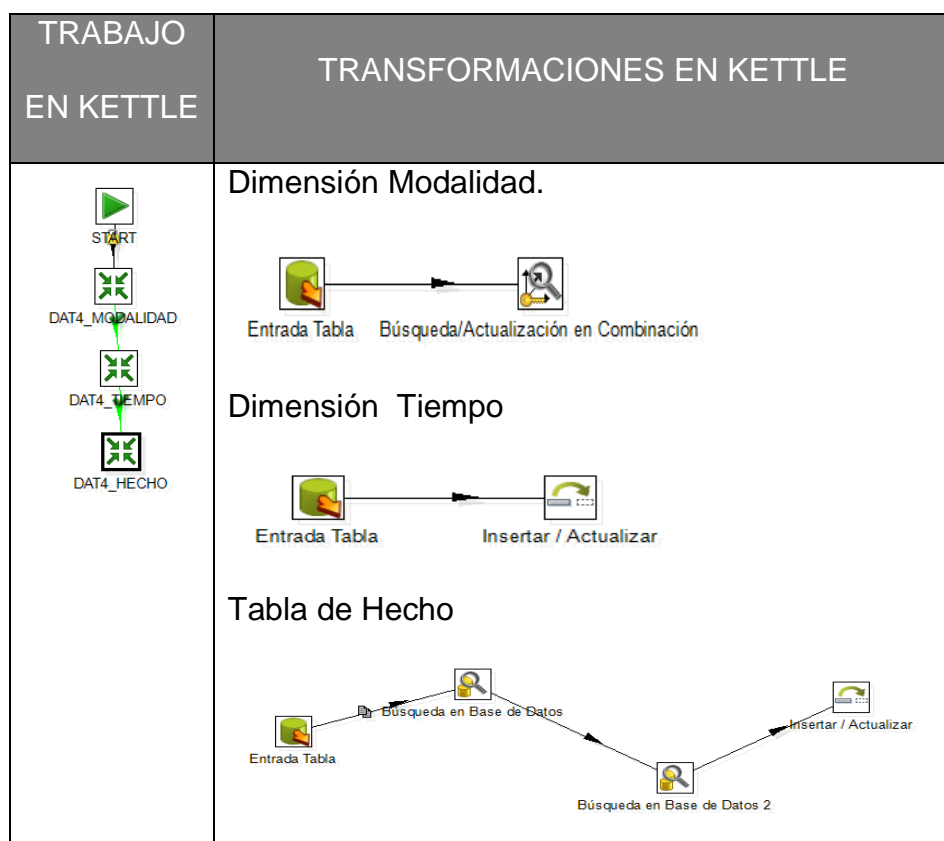 TRABAJO
EN KETTLE
TRANSFORMACIONES EN KETTLE
START
DAT4_MODALIDAD
DAT4_TIEMPO
DAT4_HECHO
Dimensión Modalidad.
Entrada Tabla
Búsqueda/Actualización en Combinación
Dimensión Tiempo
Entrada Tabla
Insertar / Actualizar
Tabla de Hecho
Búsqueda en Base de Datos
Insertar / Actualizar
Entrada Tabla
Búsqueda en Base de Datos 2